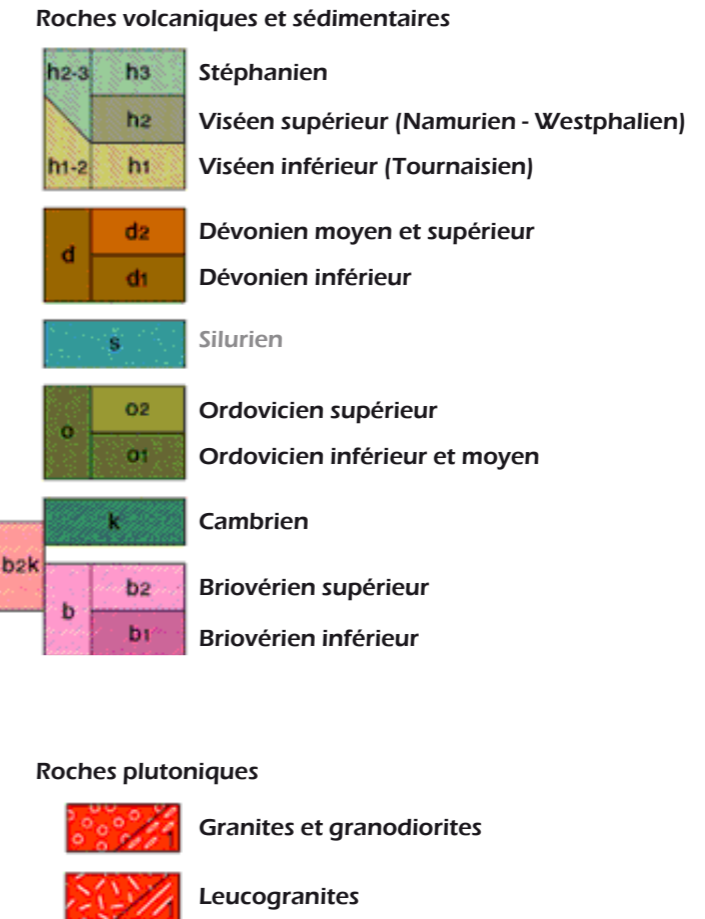 Roches volcaniques et sédimentaires
h2-3 h3 Stéphanien
h2 Viséen supérieur (Namurien - Westphalien)
h1-2 h1 Viséen inférieur (Tournaisien)
d2 Dévonien moyen et supérieur
d
d1 Dévonien inférieur
s Silurien
o2 Ordovicien supérieur
o
o1 Ordovicien inférieur et moyen
k Cambrien
b2k
b2 Briovérien supérieur
b
b1 Briovérien inférieur
Roches plutoniques
1 Granites et granodiorites
1 Leucogranites